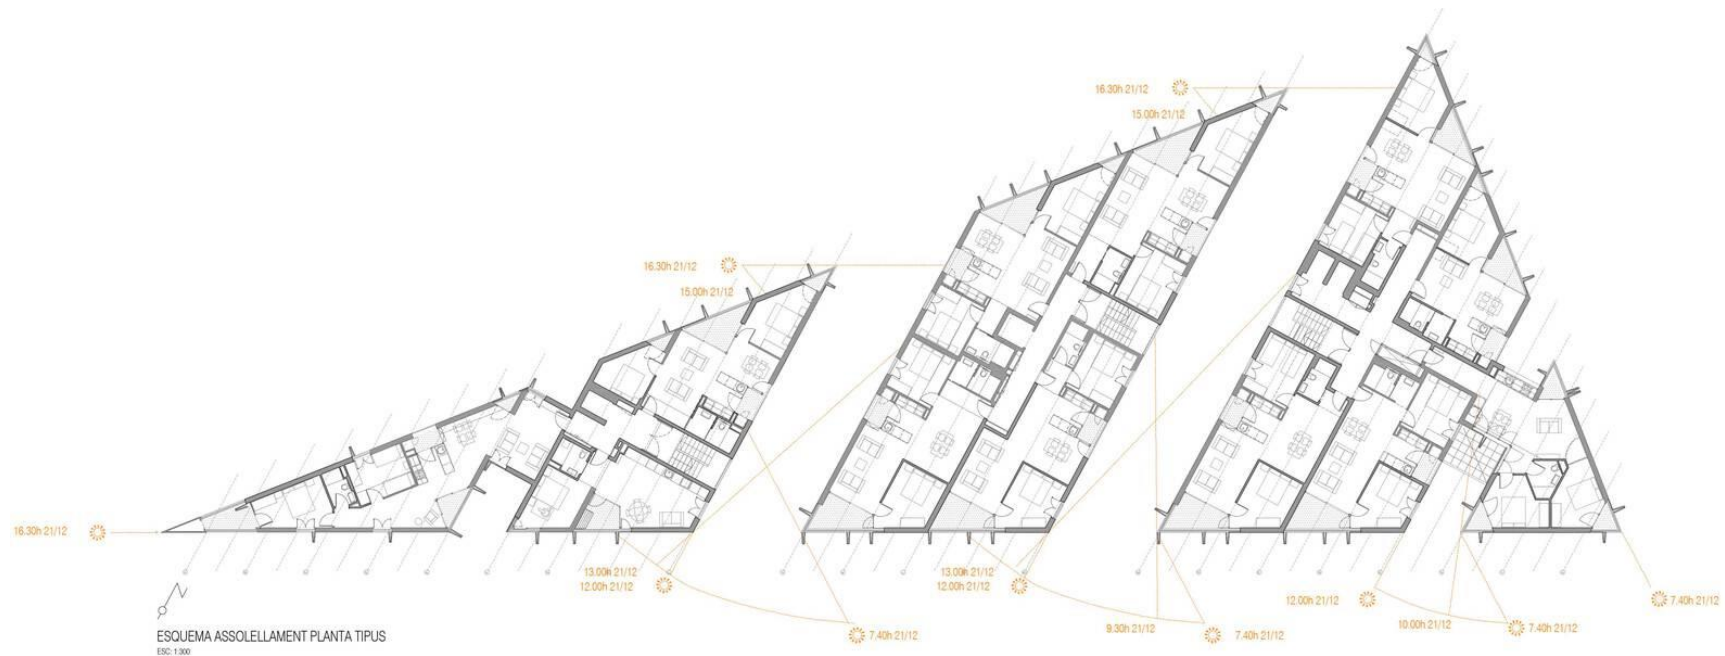 16.30h 21/12
15.00h 21/12
16.30h 21/12
15.00h 21/12
16.30h 21/12
13.00h 21/12
12.00h 21/12
13.00h 21/12
12.00h 21/12
12.00h 21/12
7.40h 21/12
9.30h 21/12
10.00h 21/12
7.40h 21/12
7.40h 21/12
7.40h 21/12
ESQUEMA ASSOLELLAMENT PLANTA TIPUS
ESC: 1:300